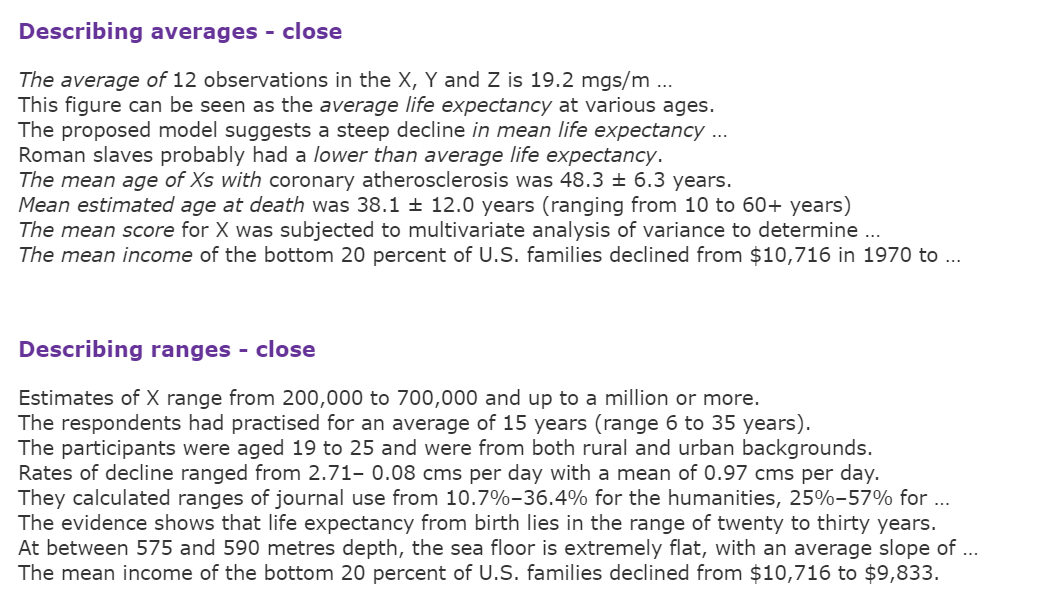 Describing averages - close
The average of 12 observations in the X, Y and Z is 19.2 mgs/m ...
This figure can be seen as the average life expectancy at various ages.
The proposed model suggests a steep decline in mean life expectancy ...
Roman slaves probably had a lower than average life expectancy.
The mean age of Xs with coronary atherosclerosis was 48.3 ± 6.3 years.
Mean estimated age at death was 38.1 ± 12.0 years (ranging from 10 to 60+ years)
The mean score for X was subjected to multivariate analysis of variance to determine ...
The mean income of the bottom 20 percent of U.S. families declined from $10,716 in 1970 to ...
Describing ranges - close
Estimates of X range from 200,000 to 700,000 and up to a million or more.
The respondents had practised for an average of 15 years (range 6 to 35 years).
The participants were aged 19 to 25 and were from both rural and urban backgrounds.
Rates of decline ranged from 2.71– 0.08 cms per day with a mean of 0.97 cms per day.
They calculated ranges of journal use from 10.7%–36.4% for the humanities, 25%–57% for ...
The evidence shows that life expectancy from birth lies in the range of twenty to thirty years.
At between 575 and 590 metres depth, the sea floor is extremely flat, with an average slope of ...
The mean income of the bottom 20 percent of U.S. families declined from $10,716 to $9,833.